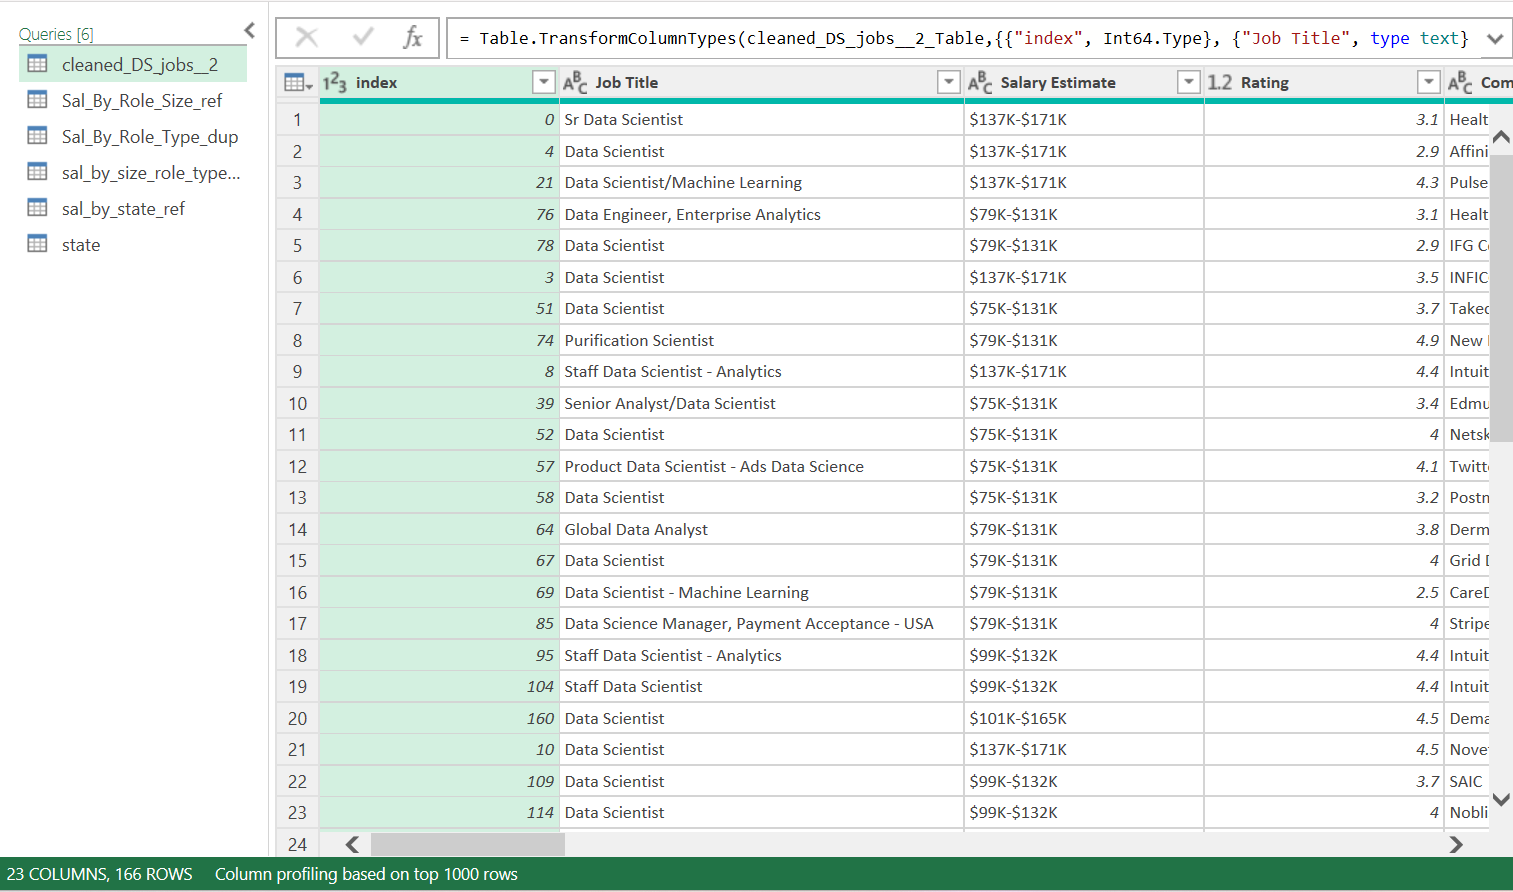 Queries [6]
cleaned_DS_jobs__2
Sal_By_Role_Size_ref
Sal_By_Role_Type_dup
sal_by_size_role_type...
sal_by_state_ref
state
fx = Table.TransformColumnTypes(cleaned_DS_jobs__2_Table,{{"index", Int64.Type}, {"Job Title", type text}
123 index ABC Job Title ABC Salary Estimate 1.2 Rating ABC Com
1 0 Sr Data Scientist $137K-$171K 3.1 Healt
2 4 Data Scientist $137K-$171K 2.9 Affini
3 21 Data Scientist/Machine Learning $137K-$171K 4.3 Pulse
4 76 Data Engineer, Enterprise Analytics $79K-$131K 3.1 Healt
5 78 Data Scientist $79K-$131K 2.9 IFG C
6 3 Data Scientist $137K-$171K 3.5 INFIC
7 51 Data Scientist $75K-$131K 3.7 Taked
8 74 Purification Scientist $79K-$131K 4.9 New
9 8 Staff Data Scientist - Analytics $137K-$171K 4.4 Intuit
10 39 Senior Analyst/Data Scientist $75K-$131K 3.4 Edmu
11 52 Data Scientist $75K-$131K 4 Netsk
12 57 Product Data Scientist - Ads Data Science $75K-$131K 4.1 Twitt
13 58 Data Scientist $75K-$131K 3.2 Postm
14 64 Global Data Analyst $79K-$131K 3.8 Derm
15 67 Data Scientist $79K-$131K 4 Grid D
16 69 Data Scientist - Machine Learning $79K-$131K 2.5 CareD
17 85 Data Science Manager, Payment Acceptance - USA $79K-$131K 4 Stripe
18 95 Staff Data Scientist - Analytics $99K-$132K 4.4 Intuit
19 104 Staff Data Scientist $99K-$132K 4.4 Intuit
20 160 Data Scientist $101K-$165K 4.5 Dema
21 10 Data Scientist $137K-$171K 4.5 Nove
22 109 Data Scientist $99K-$132K 3.7 SAIC
23 114 Data Scientist $99K-$132K 4 Nobli
24
23 COLUMNS, 166 ROWS Column profiling based on top 1000 rows